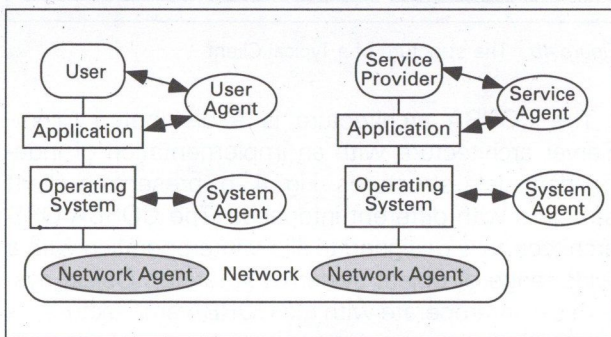 User
User
Agent
Application
Operating
System
System
Agent
Service
Provider
Service
Agent
Application
Operating
System
System
Agent
Network Agent
Network
Network Agent